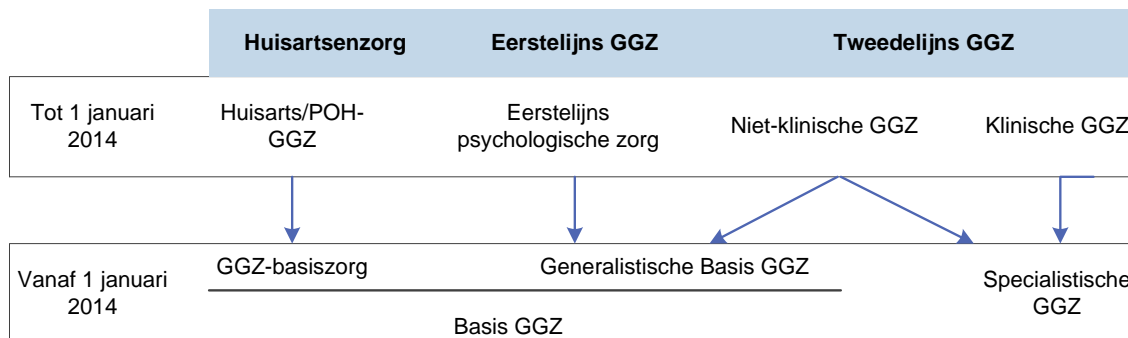 Huisartsenzorg Eerstelijns GGZ Tweedelijns GGZ
Tot 1 januari
2014
Huisarts/POH-
GGZ
Eerstelijns
psychologische zorg
Niet-klinische GGZ
Klinische GGZ
Vanaf 1 januari
2014
GGZ-basiszorg
Generalistische Basis GGZ
Basis GGZ
Specialistische
GGZ